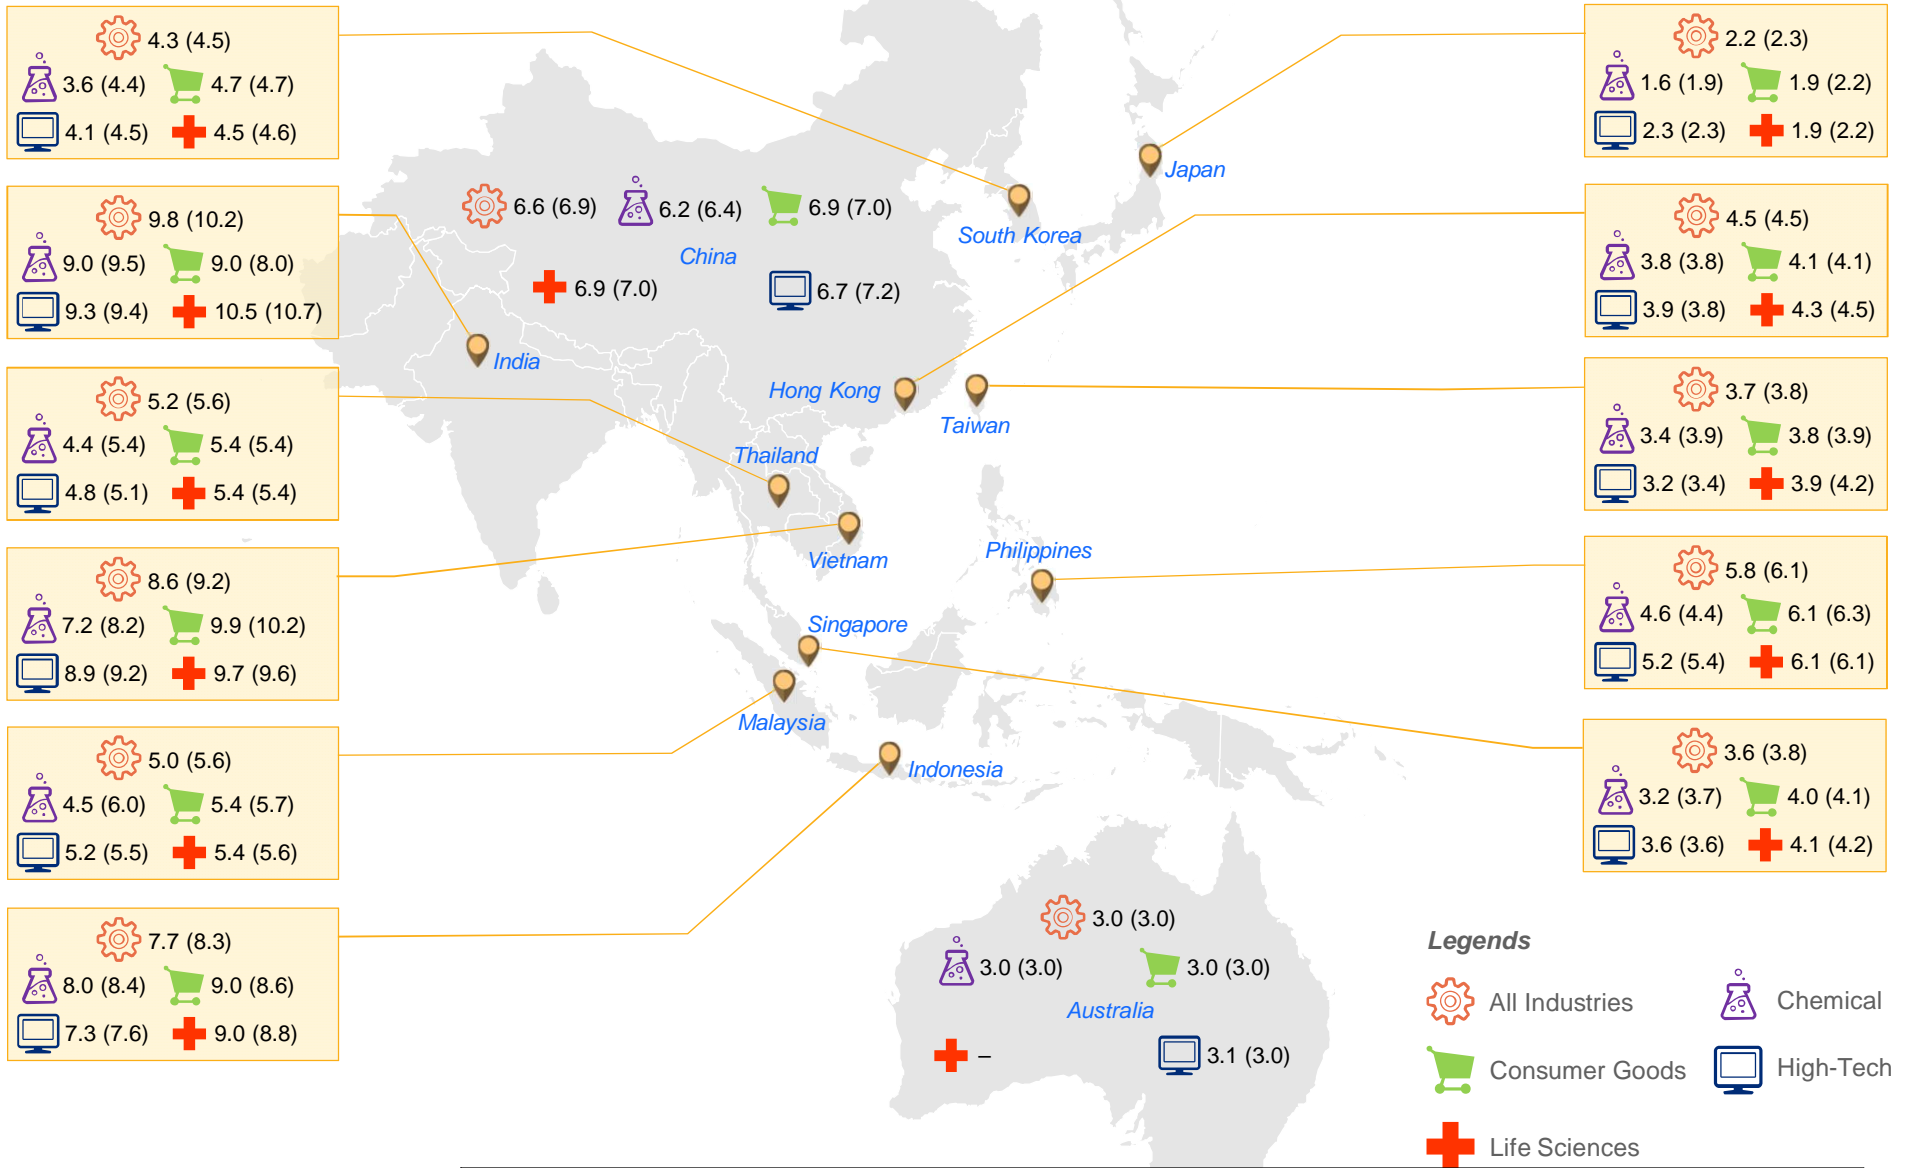 4.3 (4.5)
3.6 (4.4) 4.7 (4.7)
4.1 (4.5) 4.5 (4.6)
9.8 (10.2)
9.0 (9.5) 9.0 (8.0)
9.3 (9.4) 10.5 (10.7)
5.2 (5.6)
4.4 (5.4) 5.4 (5.4)
4.8 (5.1) 5.4 (5.4)
8.6 (9.2)
7.2 (8.2) 9.9 (10.2)
8.9 (9.2) 9.7 (9.6)
5.0 (5.6)
4.5 (6.0) 5.4 (5.7)
5.2 (5.5) 5.4 (5.6)
7.7 (8.3)
8.0 (8.4) 9.0 (8.6)
7.3 (7.6) 9.0 (8.8)
6.6 (6.9) 6.2 (6.4) 6.9 (7.0)
China
6.9 (7.0) 6.7 (7.2)
Japan
South Korea
India
Hong Kong
Taiwan
Thailand
Vietnam
Philippines
Singapore
Malaysia
Indonesia
3.0 (3.0)
3.0 (3.0) 3.0 (3.0)
Australia
– 3.1 (3.0)
2.2 (2.3)
1.6 (1.9) 1.9 (2.2)
2.3 (2.3) 1.9 (2.2)
4.5 (4.5)
3.8 (3.8) 4.1 (4.1)
3.9 (3.8) 4.3 (4.5)
3.7 (3.8)
3.4 (3.9) 3.8 (3.9)
3.2 (3.4) 3.9 (4.2)
5.8 (6.1)
4.6 (4.4) 6.1 (6.3)
5.2 (5.4) 6.1 (6.1)
3.6 (3.8)
3.2 (3.7) 4.0 (4.1)
3.6 (3.6) 4.1 (4.2)
Legends
All Industries Chemical
Consumer Goods High-Tech
Life Sciences